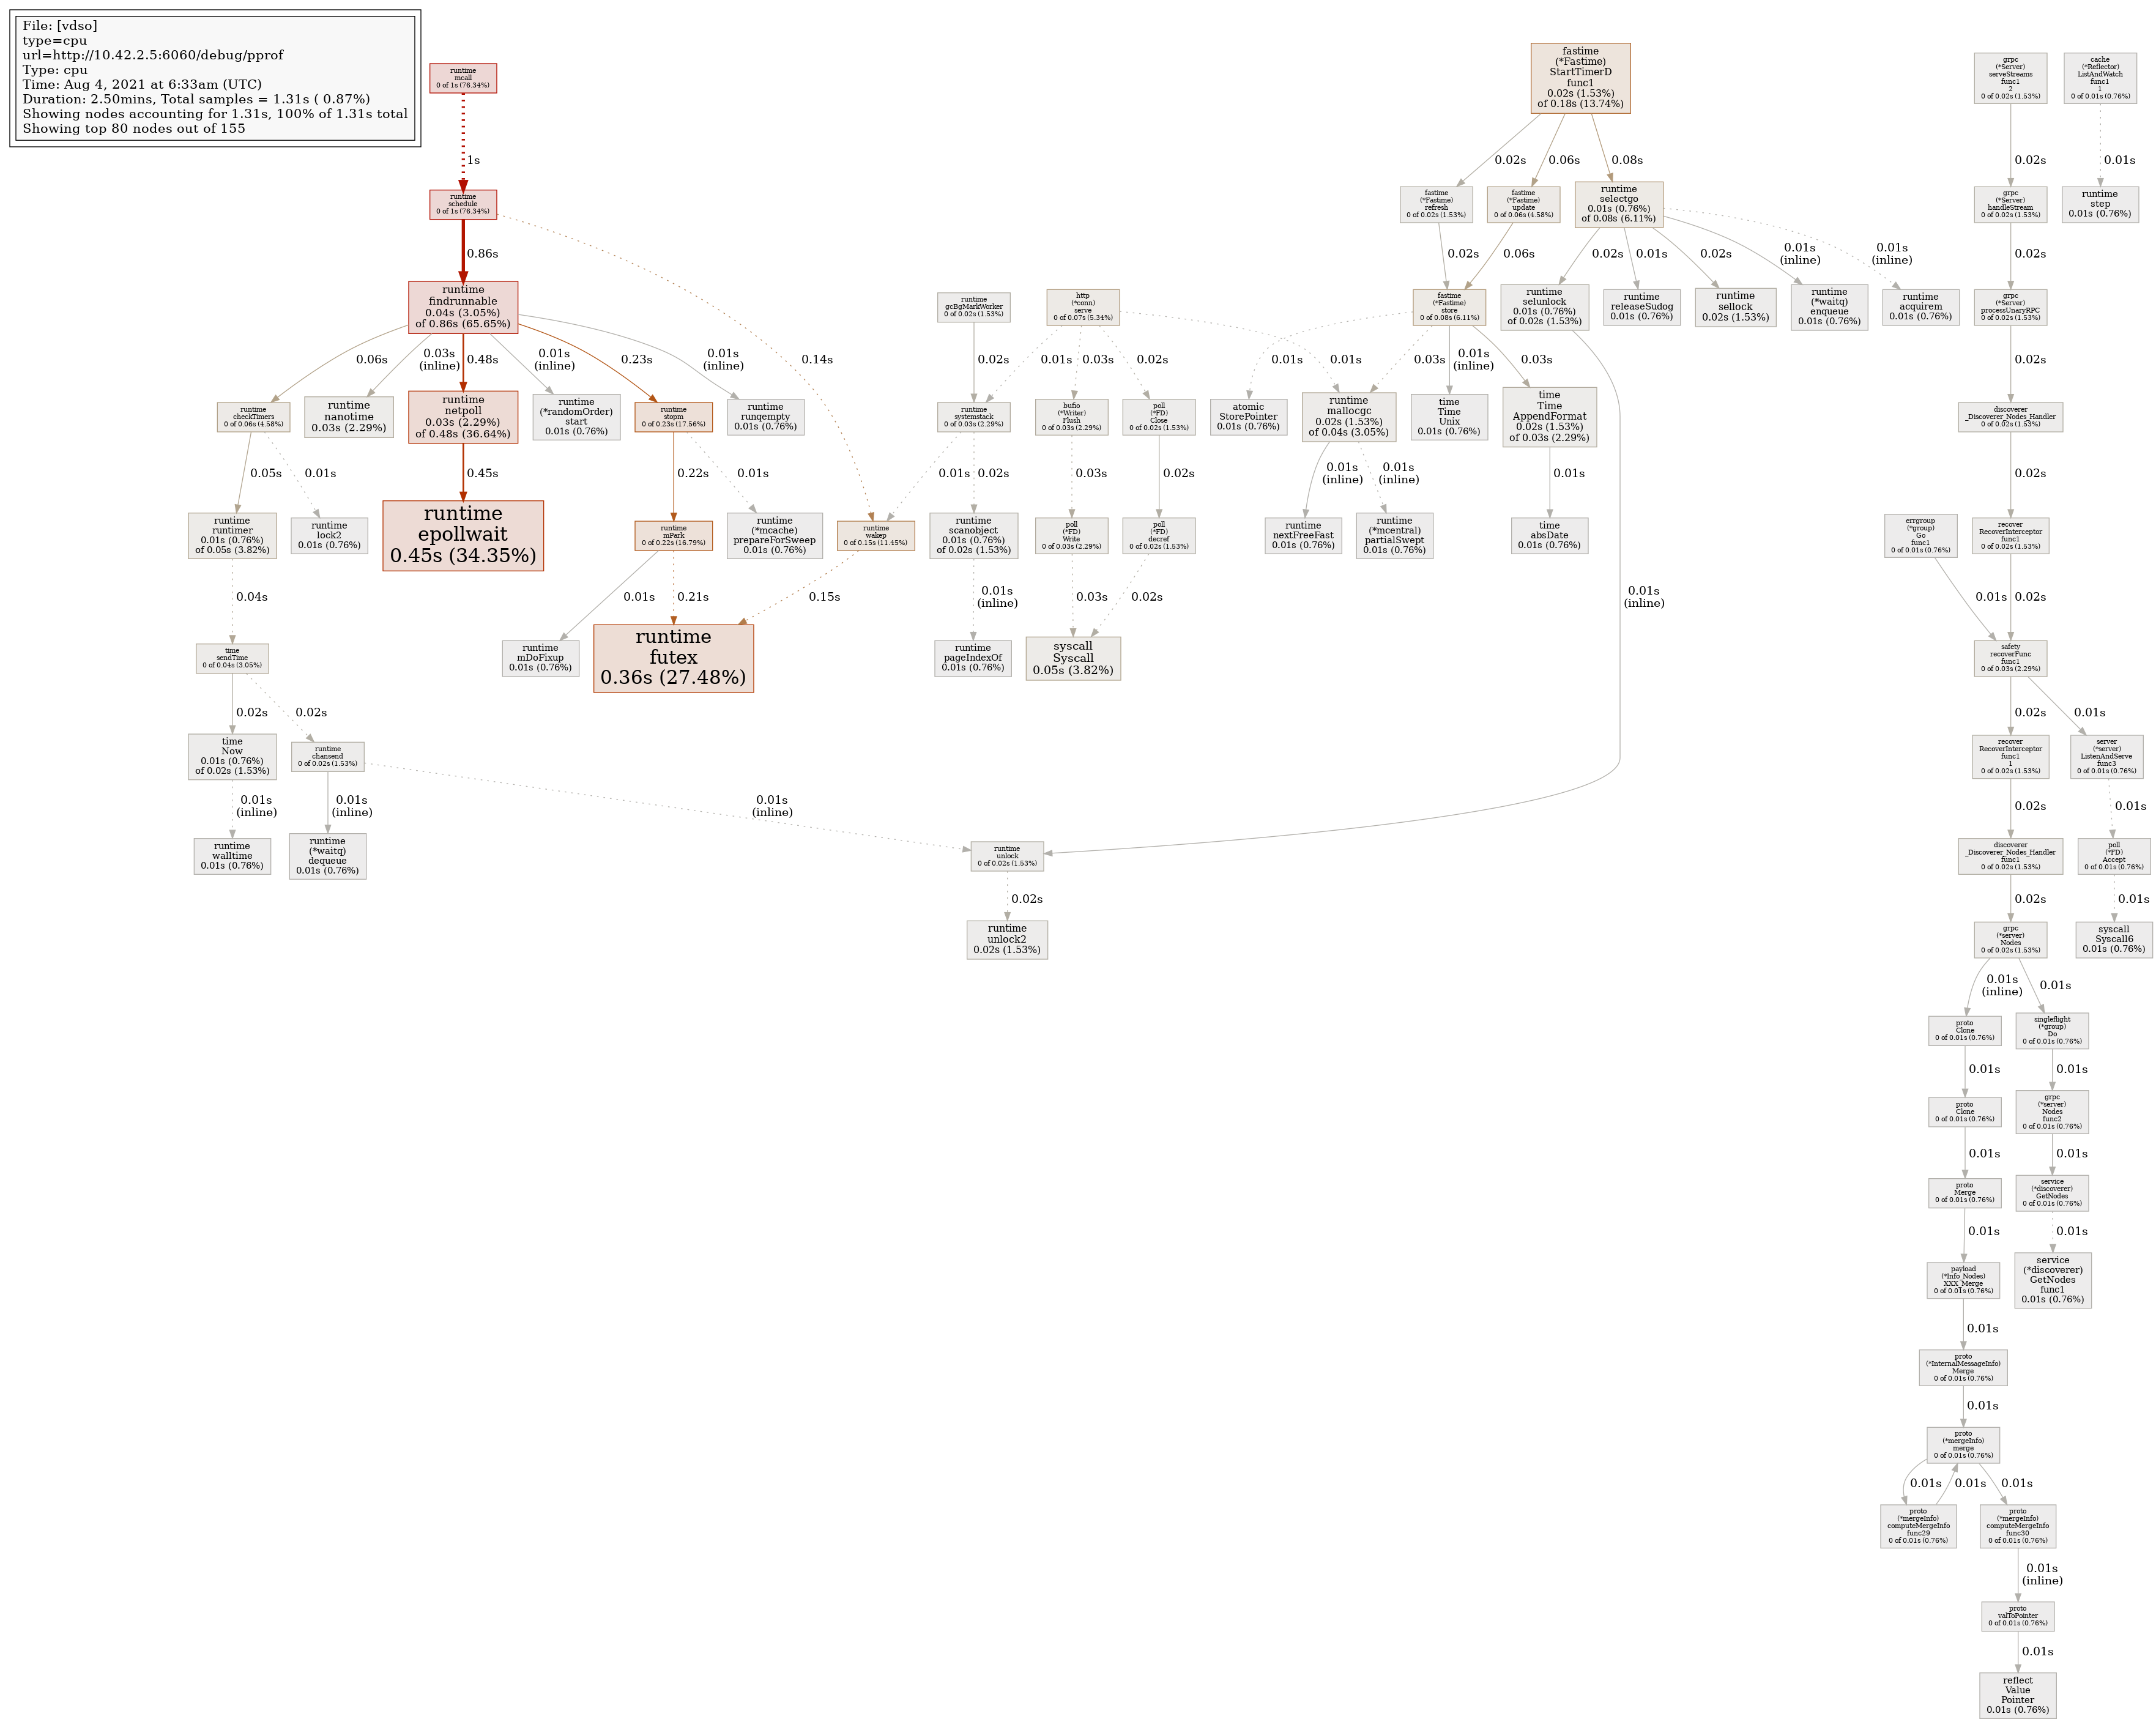 File: [vdso]
type=cpu
url=http://10.42.2.5:6060/debug/pprof
Type: cpu
Time: Aug 4, 2021 at 6:33am (UTC)
Duration: 2.50mins, Total samples = 1.31s ( 0.87%)
Showing nodes accounting for 1.31s, 100% of 1.31s total
Showing top 80 nodes out of 155
runtime
mcall
0 of 1s (76.34%)
1s
runtime
schedule
0 of 1s (76.34%)
0.86s
0.14s
runtime
findrunnable
0.04s (3.05%)
of 0.86s (65.65%)
0.06s
0.03s
(inline)
0.48s
0.01s
(inline)
0.23s
0.01s
(inline)
runtime
checkTimers
0 of 0.06s (4.58%)
runtime
nanotime
0.03s (2.29%)
runtime
netpoll
0.03s (2.29%)
of 0.48s (36.64%)
runtime
(*randomOrder)
start
0.01s (0.76%)
runtime
stopm
0 of 0.23s (17.56%)
runtime
runqempty
0.01s (0.76%)
0.05s
0.01s
0.45s
0.22s
0.01s
runtime
runtimer
0.01s (0.76%)
of 0.05s (3.82%)
runtime
lock2
0.01s (0.76%)
runtime
epollwait
0.45s (34.35%)
runtime
mPark
0 of 0.22s (16.79%)
runtime
(*mcache)
prepareForSweep
0.01s (0.76%)
runtime
wakep
0 of 0.15s (11.45%)
0.04s
0.01s
0.21s
0.15s
time
sendTime
0 of 0.04s (3.05%)
runtime
mDoFixup
0.01s (0.76%)
runtime
futex
0.36s (27.48%)
0.02s
0.02s
time
Now
0.01s (0.76%)
of 0.02s (1.53%)
runtime
chansend
0 of 0.02s (1.53%)
0.01s
(inline)
0.01s
(inline)
0.01s
(inline)
runtime
walltime
0.01s (0.76%)
runtime
(*waitq)
dequeue
0.01s (0.76%)
runtime
unlock
0 of 0.02s (1.53%)
0.02s
runtime
unlock2
0.02s (1.53%)
runtime
gcBgMarkWorker
0 of 0.02s (1.53%)
http
(*conn)
serve
0 of 0.07s (5.34%)
0.02s
0.01s
0.03s
0.02s
0.01s
runtime
systemstack
0 of 0.03s (2.29%)
bufio
(*Writer)
Flush
0 of 0.03s (2.29%)
poll
(*FD)
Close
0 of 0.02s (1.53%)
0.01s
0.02s
0.03s
0.02s
runtime
scanobject
0.01s (0.76%)
of 0.02s (1.53%)
poll
(*FD)
Write
0 of 0.03s (2.29%)
poll
(*FD)
decref
0 of 0.02s (1.53%)
0.01s
(inline)
0.03s
0.02s
runtime
pageIndexOf
0.01s (0.76%)
syscall
Syscall
0.05s (3.82%)
fastime
(*Fastime)
StartTimerD
func1
0.02s (1.53%)
of 0.18s (13.74%)
0.02s
0.06s
0.08s
fastime
(*Fastime)
refresh
0 of 0.02s (1.53%)
fastime
(*Fastime)
update
0 of 0.06s (4.58%)
runtime
selectgo
0.01s (0.76%)
of 0.08s (6.11%)
0.02s
0.06s
0.02s
0.01s
0.02s
0.01s
(inline)
0.01s
(inline)
fastime
(*Fastime)
store
0 of 0.08s (6.11%)
runtime
selunlock
0.01s (0.76%)
of 0.02s (1.53%)
runtime
releaseSudog
0.01s (0.76%)
runtime
sellock
0.02s (1.53%)
runtime
(*waitq)
enqueue
0.01s (0.76%)
runtime
acquirem
0.01s (0.76%)
0.01s
0.03s
0.01s
(inline)
0.03s
atomic
StorePointer
0.01s (0.76%)
runtime
mallocgc
0.02s (1.53%)
of 0.04s (3.05%)
time
Time
Unix
0.01s (0.76%)
time
Time
AppendFormat
0.02s (1.53%)
of 0.03s (2.29%)
0.01s
(inline)
0.01s
(inline)
0.01s
runtime
nextFreeFast
0.01s (0.76%)
runtime
(*mcentral)
partialSwept
0.01s (0.76%)
time
absDate
0.01s (0.76%)
0.01s
(inline)
grpc
(*Server)
serveStreams
func1
2
0 of 0.02s (1.53%)
cache
(*Reflector)
ListAndWatch
func1
1
0 of 0.01s (0.76%)
0.02s
0.01s
grpc
(*Server)
handleStream
0 of 0.02s (1.53%)
runtime
step
0.01s (0.76%)
0.02s
grpc
(*Server)
processUnaryRPC
0 of 0.02s (1.53%)
0.02s
discoverer
_Discoverer_Nodes_Handler
0 of 0.02s (1.53%)
0.02s
errgroup
(*group)
Go
func1
0 of 0.01s (0.76%)
recover
RecoverInterceptor
func1
0 of 0.02s (1.53%)
0.01s
0.02s
safety
recoverFunc
func1
0 of 0.03s (2.29%)
0.02s
0.01s
recover
RecoverInterceptor
func1
1
0 of 0.02s (1.53%)
server
(*server)
ListenAndServe
func3
0 of 0.01s (0.76%)
0.02s
0.01s
discoverer
_Discoverer_Nodes_Handler
func1
0 of 0.02s (1.53%)
poll
(*FD)
Accept
0 of 0.01s (0.76%)
0.02s
0.01s
grpc
(*server)
Nodes
0 of 0.02s (1.53%)
syscall
Syscall6
0.01s (0.76%)
0.01s
(inline)
0.01s
proto
Clone
0 of 0.01s (0.76%)
singleflight
(*group)
Do
0 of 0.01s (0.76%)
0.01s
0.01s
proto
Clone
0 of 0.01s (0.76%)
grpc
(*server)
Nodes
func2
0 of 0.01s (0.76%)
0.01s
0.01s
proto
Merge
0 of 0.01s (0.76%)
service
(*discoverer)
GetNodes
0 of 0.01s (0.76%)
0.01s
0.01s
payload
(*Info_Nodes)
XXX_Merge
0 of 0.01s (0.76%)
service
(*discoverer)
GetNodes
func1
0.01s (0.76%)
0.01s
proto
(*InternalMessageInfo)
Merge
0 of 0.01s (0.76%)
0.01s
proto
(*mergeInfo)
merge
0 of 0.01s (0.76%)
0.01s
0.01s
0.01s
proto
(*mergeInfo)
computeMergeInfo
func29
0 of 0.01s (0.76%)
proto
(*mergeInfo)
computeMergeInfo
func30
0 of 0.01s (0.76%)
0.01s
(inline)
proto
valToPointer
0 of 0.01s (0.76%)
0.01s
reflect
Value
Pointer
0.01s (0.76%)